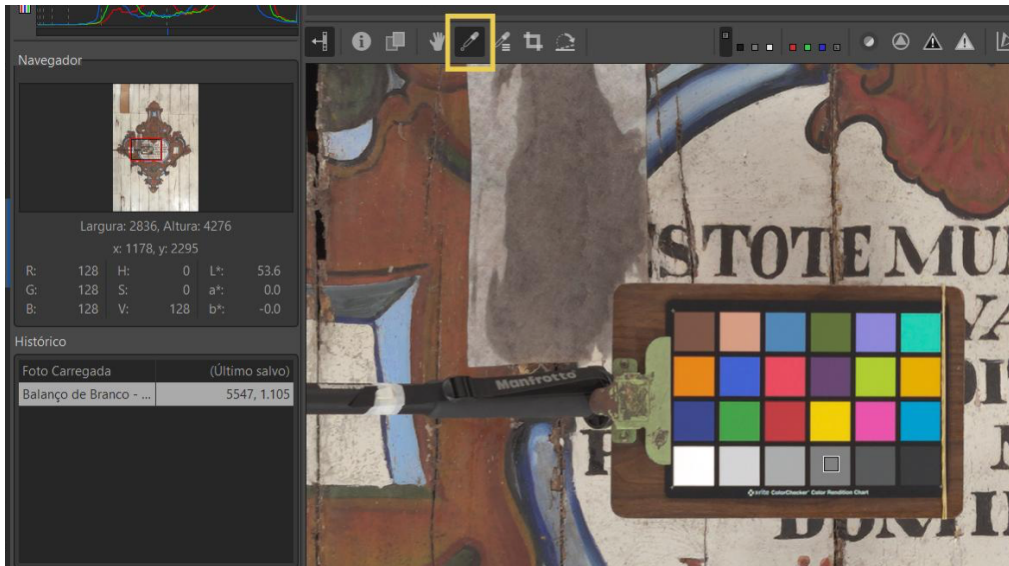 Navegador
Largura: 2836, Altura: 4276
x: 1178, y: 2295
R: 128 H: 0 L*: 53.6
G: 128 S: 0 a*: 0.0
B: 128 V: 128 b*: -0.0
Histórico
Foto Carregada (Último salvo)
Balanço de Branco - ... 5547, 1.105
STOTE MU
Manfrotto
x-rite ColorChecker Color Rendition Chart
DOMI